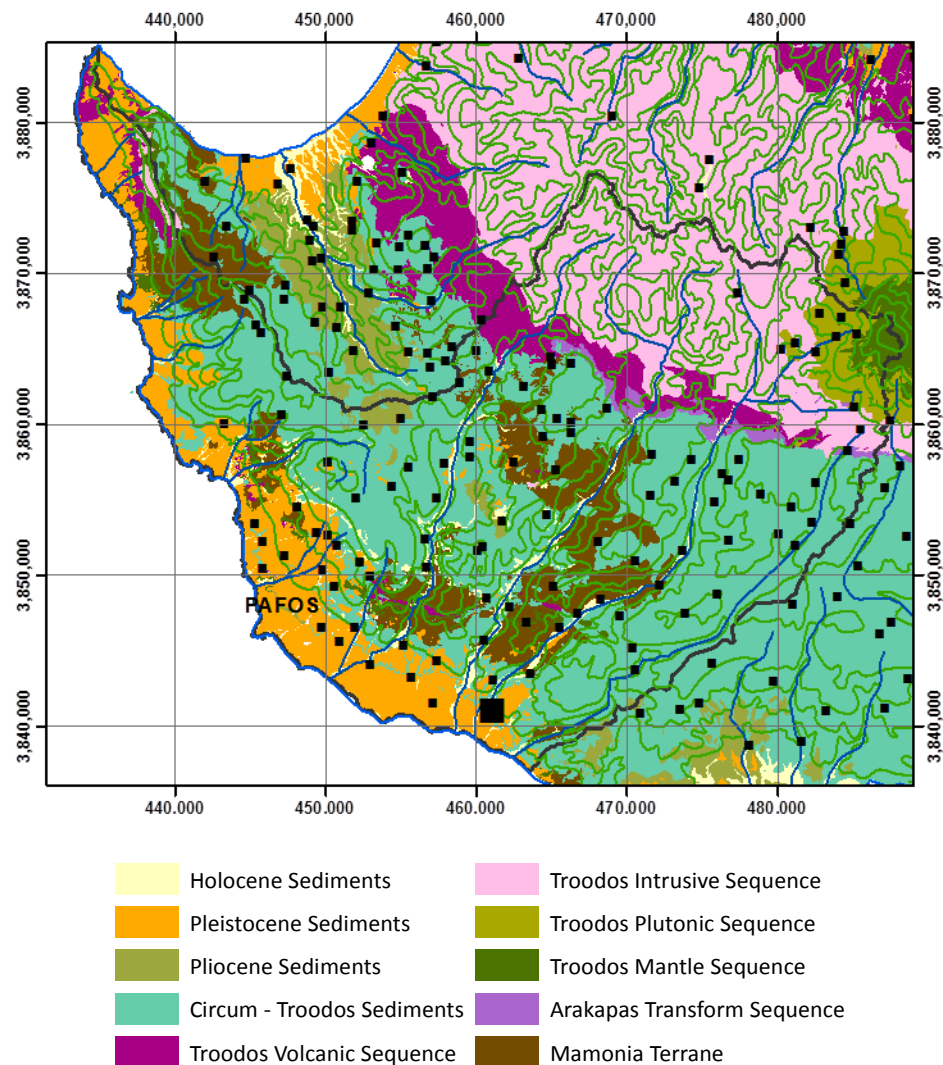 440,000 450,000 460,000 470,000 480,000
3,880,000 3,880,000
3,870,000 3,870,000
3,860,000 3,860,000
3,850,000 3,850,000
PAFOS
3,840,000 3,840,000
440,000 450,000 460,000 470,000 480,000
Holocene Sediments
Pleistocene Sediments
Pliocene Sediments
Circum - Troodos Sediments
Troodos Volcanic Sequence
Troodos Intrusive Sequence
Troodos Plutonic Sequence
Troodos Mantle Sequence
Arakapas Transform Sequence
Mamonia Terrane